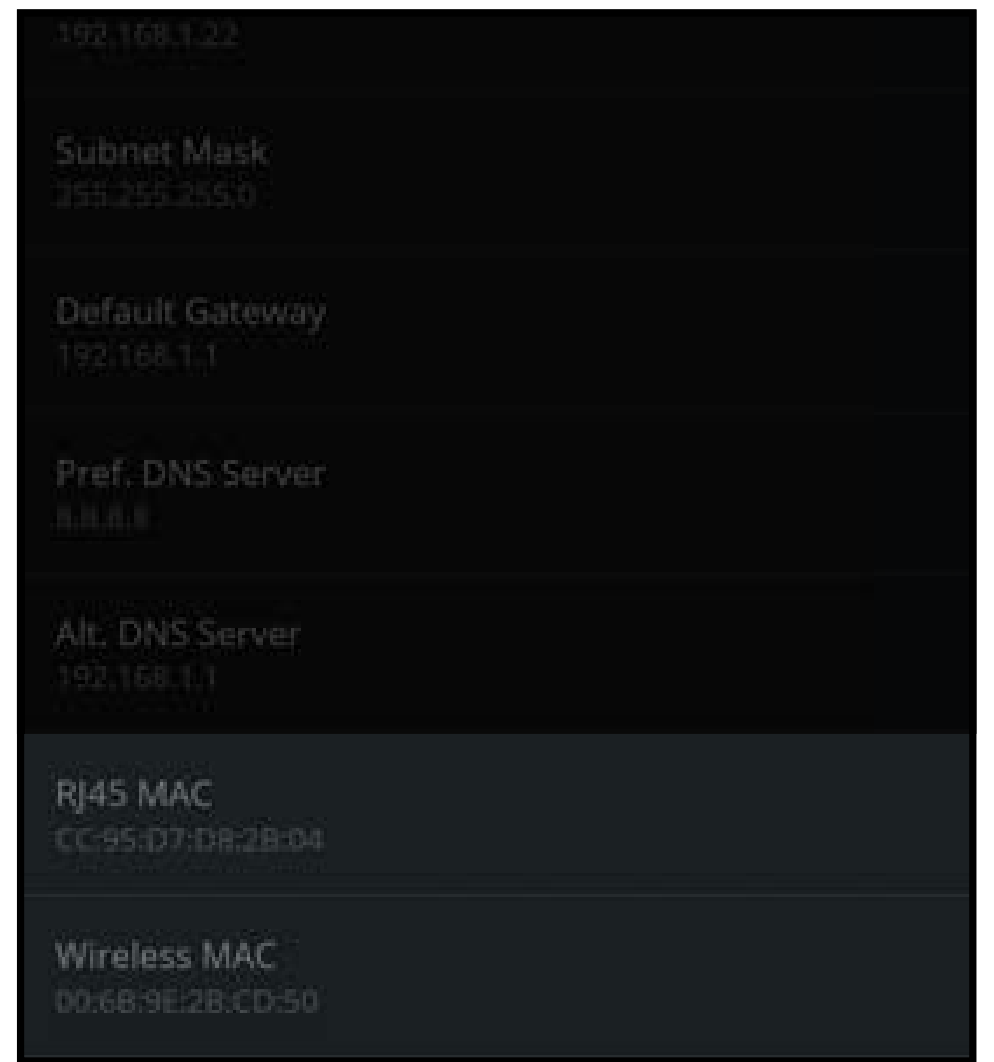 192.168.1.22
Subnet Mask
255.255.255.0
Default Gateway
192.168.1.1
Pref. DNS Server
8.8.8.8
Alt. DNS Server
192.168.1.1
RJ45 MAC
CC:95:D7:D8:2B:04
Wireless MAC
00:6B:9E:2B:CD:50